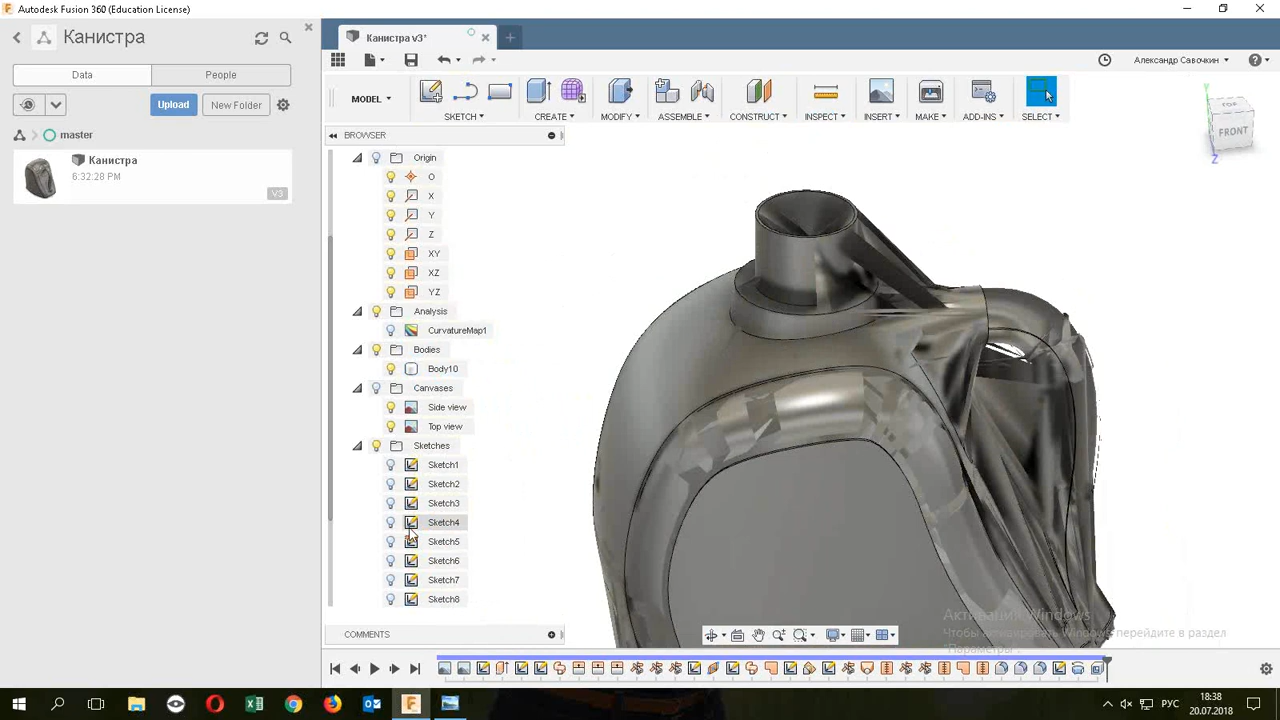 Autodesk Fusion 360 (Education License)
Канистра
Data
People
Upload
New Folder
master
Канистра
6:32:28 PM
V3
Канистра v3*
Александр Савочкин
MODEL
SKETCH
CREATE
MODIFY
ASSEMBLE
CONSTRUCT
INSPECT
INSERT
MAKE
ADD-INS
SELECT
BROWSER
Origin
O
X
Y
Z
XY
XZ
YZ
Analysis
CurvatureMap1
Bodies
Body10
Canvases
Side view
Top view
Sketches
Sketch1
Sketch2
Sketch3
Sketch4
Sketch5
Sketch6
Sketch7
Sketch8
TOP
FRONT
Y
Z
COMMENTS
Активация Windows
Чтобы активировать Windows, перейдите в раздел
"Параметры".
РУС
18:38
20.07.2018